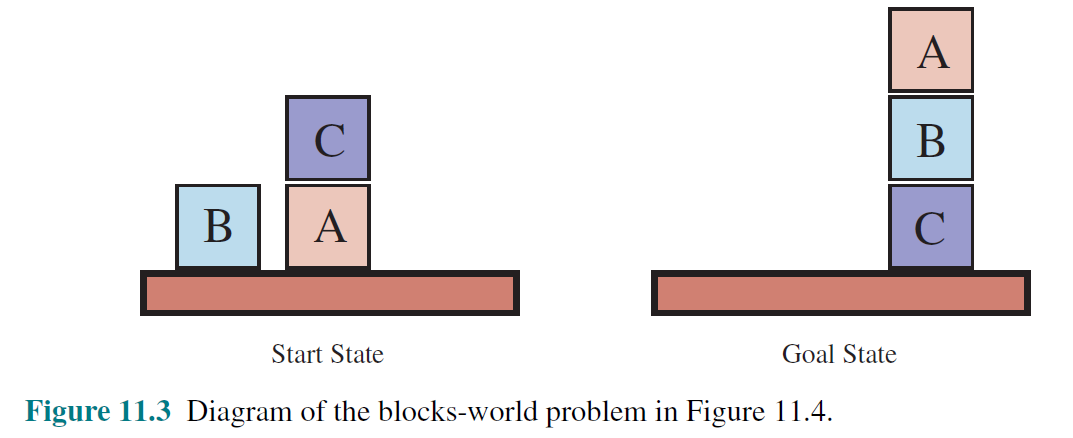 A
C
B
B
A
C
Start State
Goal State
Figure 11.3 Diagram of the blocks-world problem in Figure 11.4.